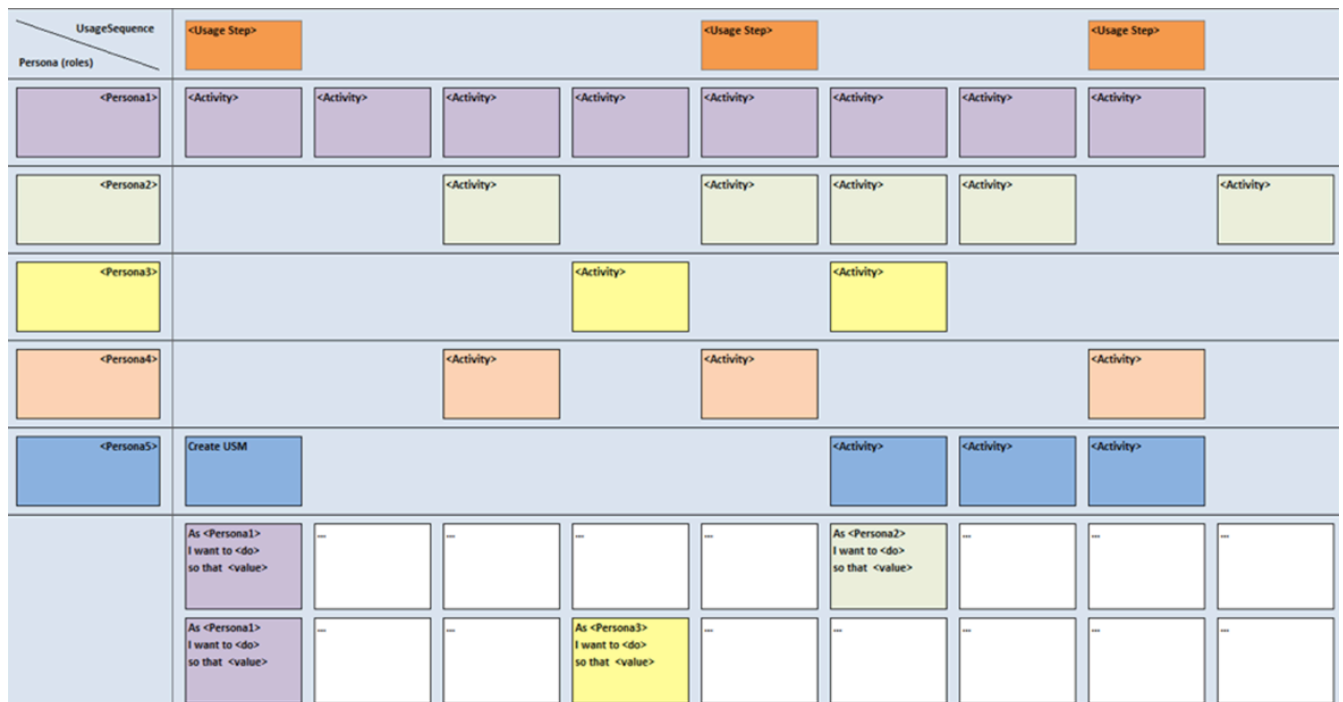 UsageSequence
Persona (roles)
<Usage Step>
<Usage Step>
<Usage Step>
<Persona1>
<Activity>
<Activity>
<Activity>
<Activity>
<Activity>
<Activity>
<Activity>
<Activity>
<Persona2>
<Activity>
<Activity>
<Activity>
<Activity>
<Activity>
<Persona3>
<Activity>
<Activity>
<Persona4>
<Activity>
<Activity>
<Activity>
<Persona5>
Create USM
<Activity>
<Activity>
<Activity>
As <Persona1>
I want to <do>
so that <value>
...
...
...
...
As <Persona2>
I want to <do>
so that <value>
...
...
...
As <Persona1>
I want to <do>
so that <value>
...
...
As <Persona3>
I want to <do>
so that <value>
...
...
...
...
...